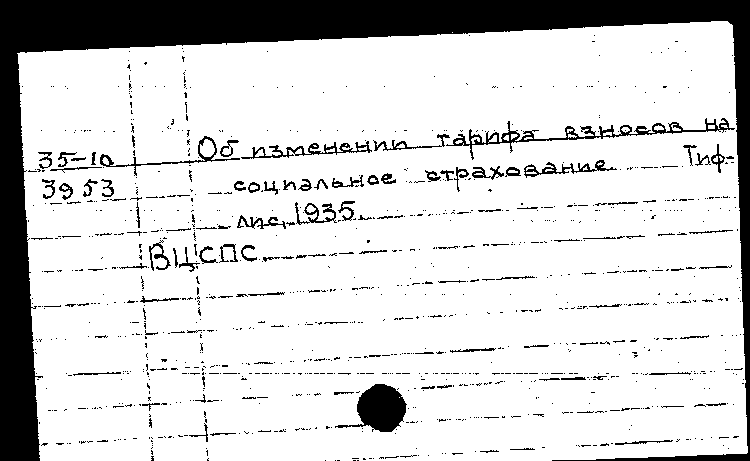 35-10 Об изменении тарифа взносов на
3953 социальное страхование. Тиф-
лис, 1935.
ВЦСПС.